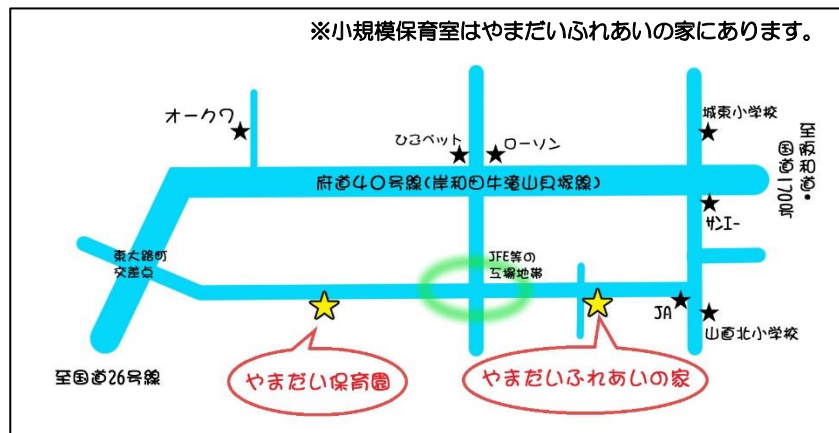 ※小規模保育室はやまだいふれあいの家にあります。
オークワ
ひごペット
ローソン
城東小学校
至阪和道・
国道170号
府道40号線(岸和田牛滝山貝塚線)
サンエー
東大路町
交差点
JFE等の
工場地帯
JA
山直北小学校
至国道26号線
やまだい保育園
やまだいふれあいの家